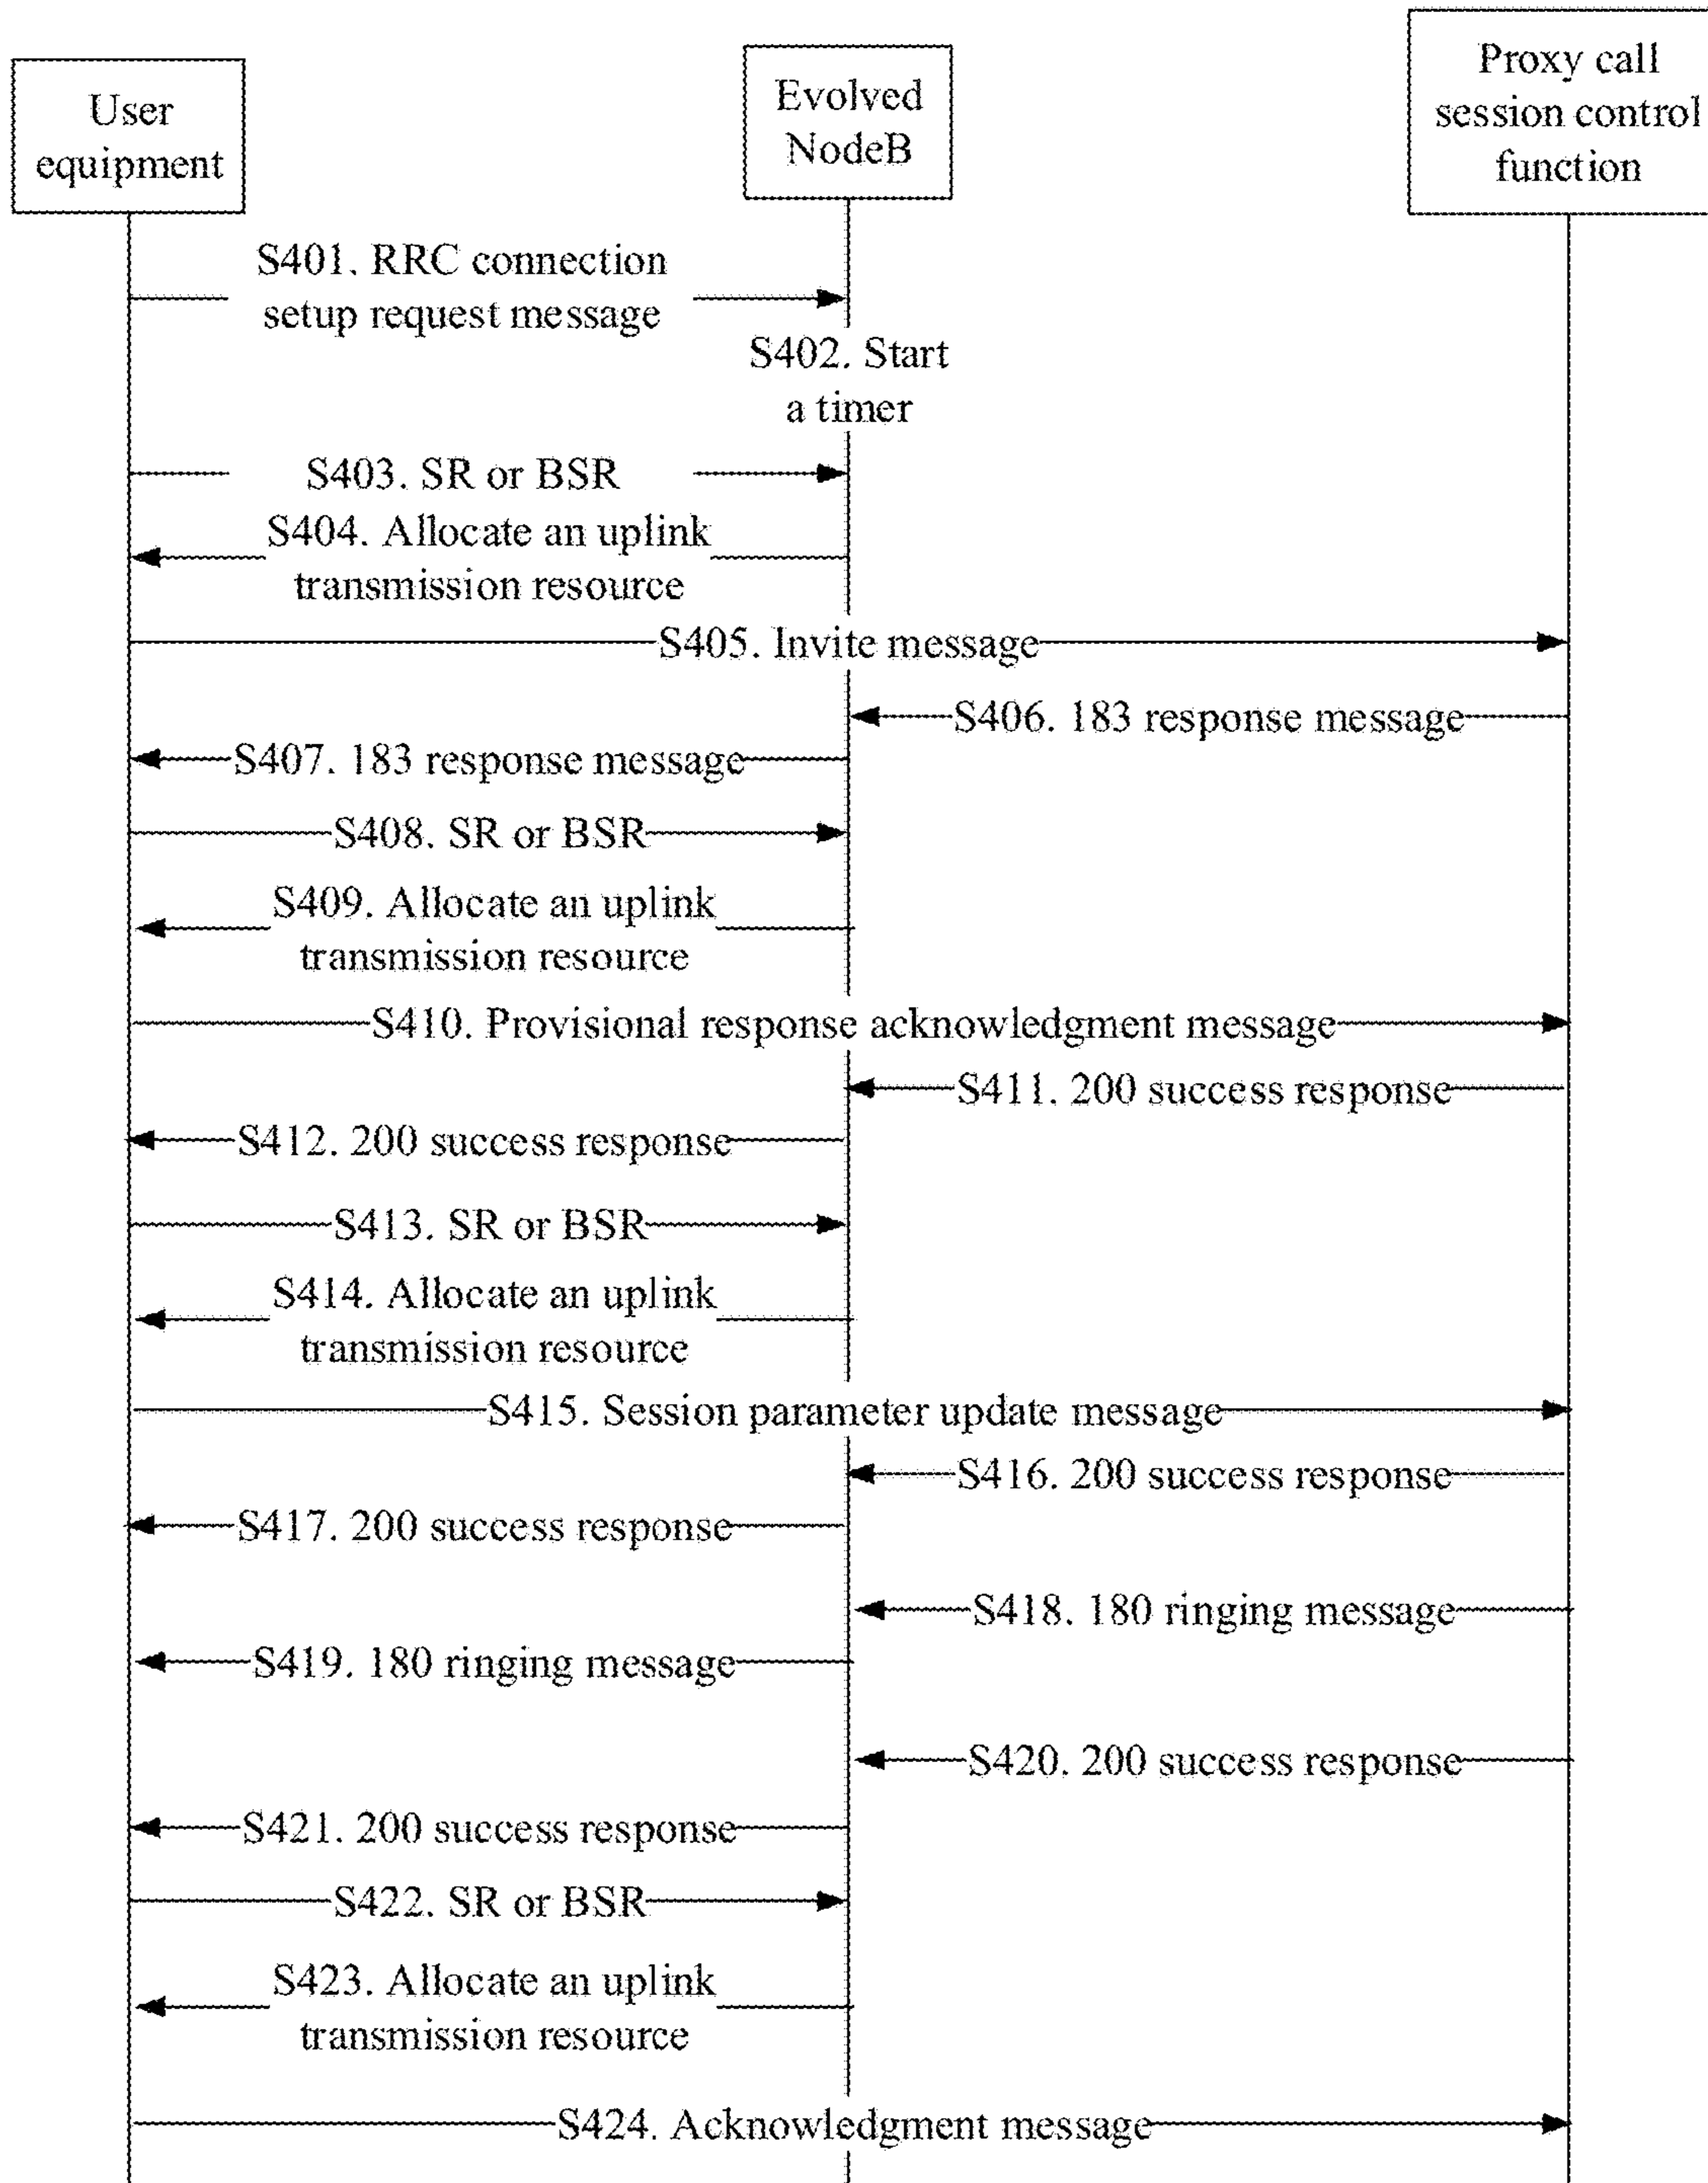 User
equipment
Evolved
NodeB
Proxy call
session control
function
S401. RRC connection
setup request message
S402. Start
a timer
S403. SR or BSR
S404. Allocate an uplink
transmission resource
S405. Invite message
S406. 183 response message
S407. 183 response message
S408. SR or BSR
S409. Allocate an uplink
transmission resource
S410. Provisional response acknowledgment message
S411. 200 success response
S412. 200 success response
S413. SR or BSR
S414. Allocate an uplink
transmission resource
S415. Session parameter update message
S416. 200 success response
S417. 200 success response
S418. 180 ringing message
S419. 180 ringing message
S420. 200 success response
S421. 200 success response
S422. SR or BSR
S423. Allocate an uplink
transmission resource
S424. Acknowledgment message